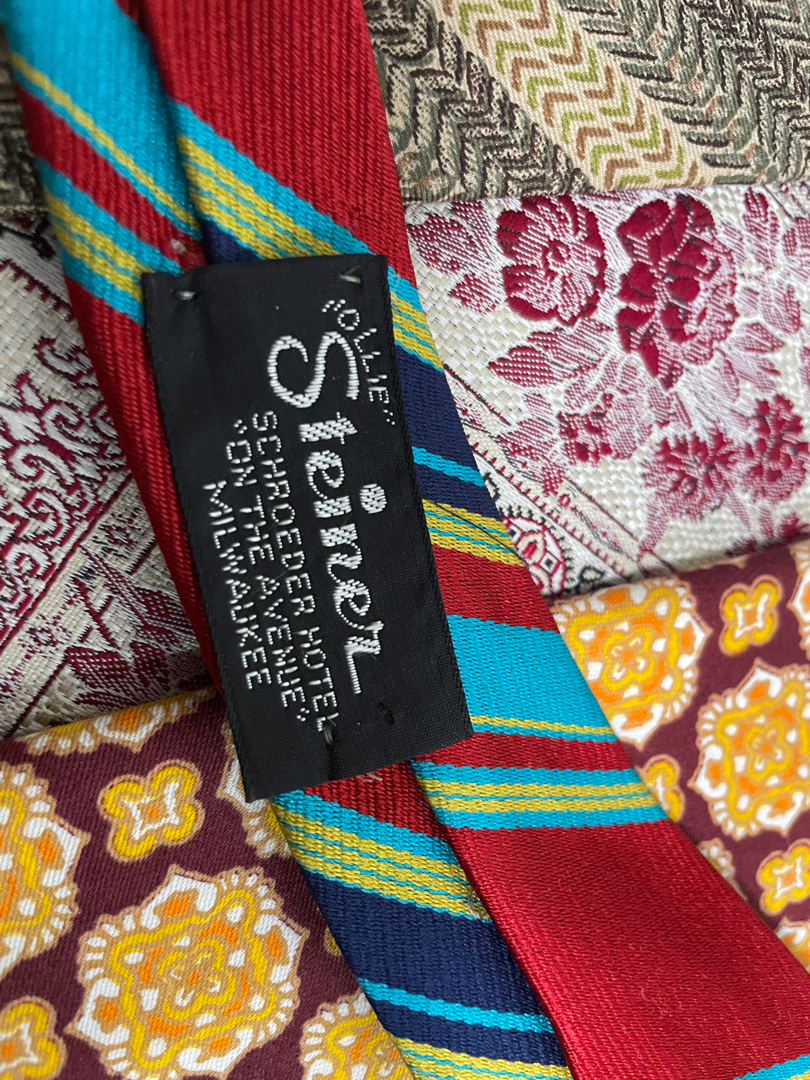 "OLLIE"
Steiner
SCHROEDER HOTEL
"ON THE AVENUE"
MILWAUKEE